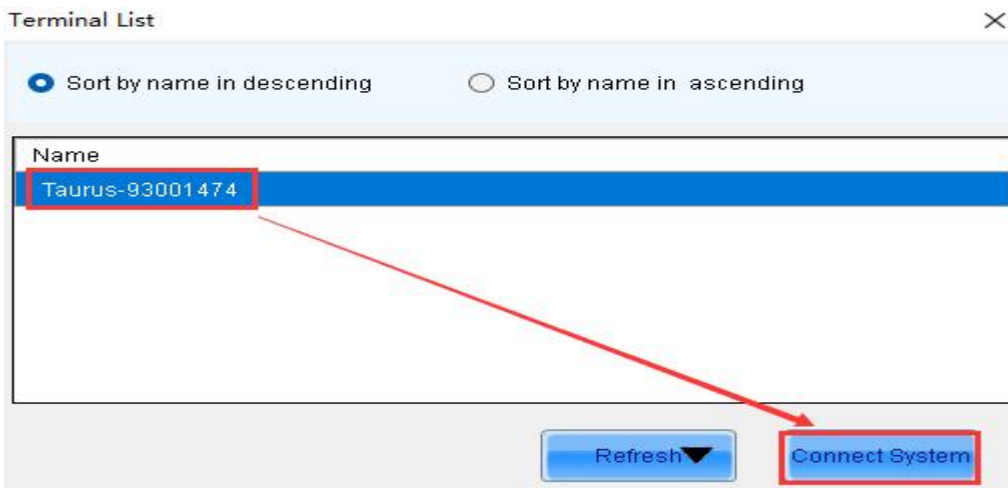 Terminal List
Sort by name in descending
Sort by name in ascending
Name
Taurus-93001474
Refresh
Connect System